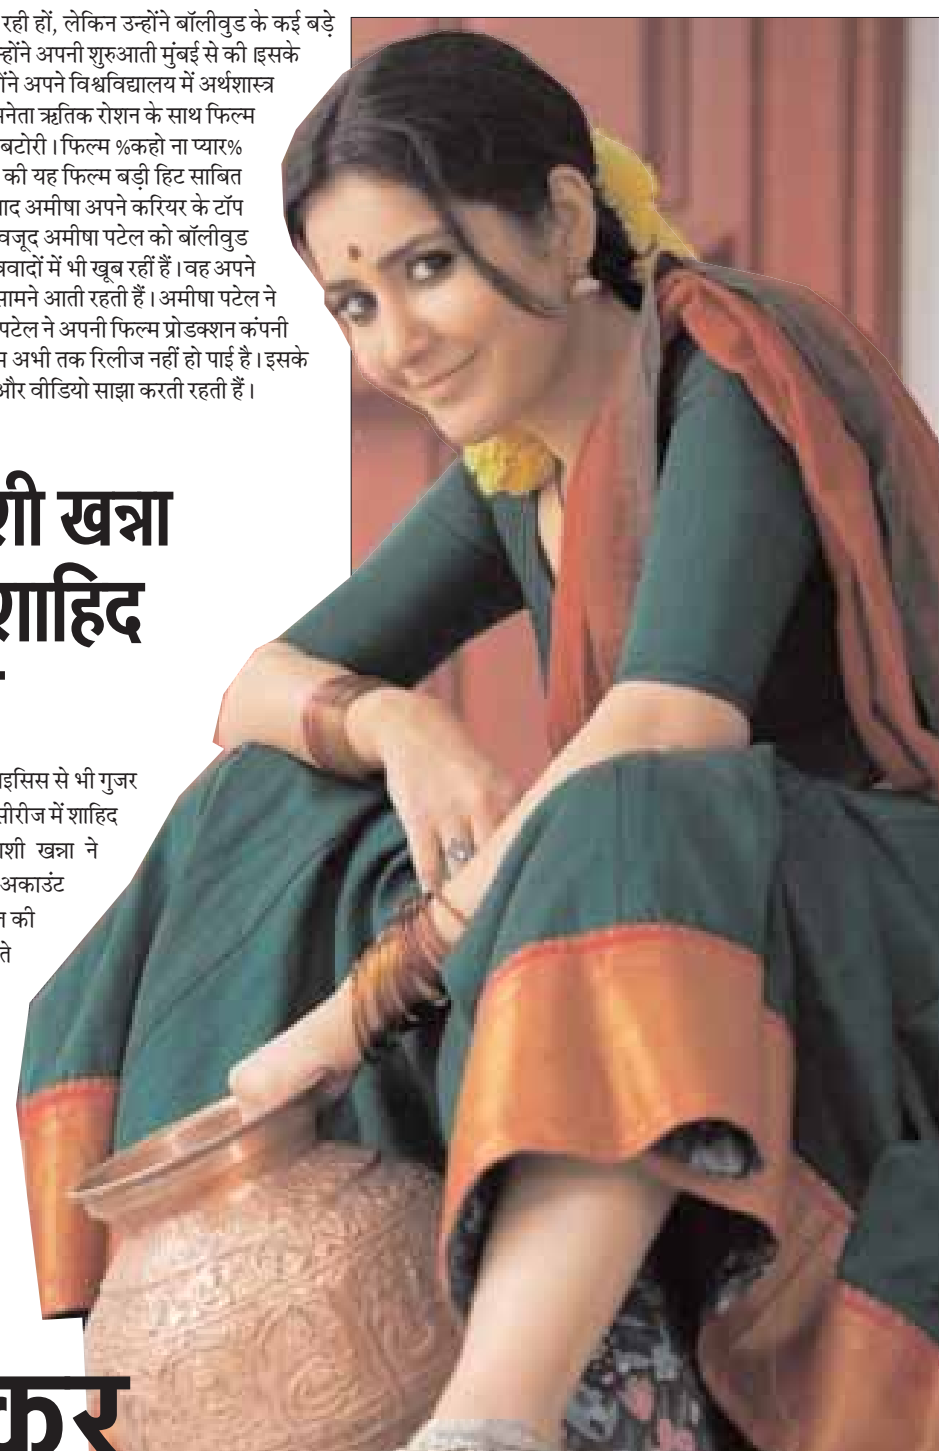 रही हों, लेकिन उन्होंने बॉलीवुड के कई बड़े
न्होंने अपनी शुरुआती मुंबई से की ।इसके
ोंने अपने विश्वविद्यालय में अर्थशास्त्र
नेता ऋतिक रोशन के साथ फिल्म
बटोरी । फिल्म %कहो ना प्यार%
की यह फिल्म बड़ी हिट साबित
ाद अमीषा अपने करियर के टॉप
वजूद अमीषा पटेल को बॉलीवुड
वादों में भी खूब रहीं हैं । वह अपने
सामने आती रहती हैं । अमीषा पटेल ने
पटेल ने अपनी फिल्म प्रोडक्शन कंपनी
अभी तक रिलीज नहीं हो पाई है । इसके
और वीडियो साझा करती रहती हैं ।
शी खन्ना
शाहिद
इसिस से भी गुजर
सीरीज में शाहिद
ाशी खन्ना ने
अकाउंट
की
ते
कर